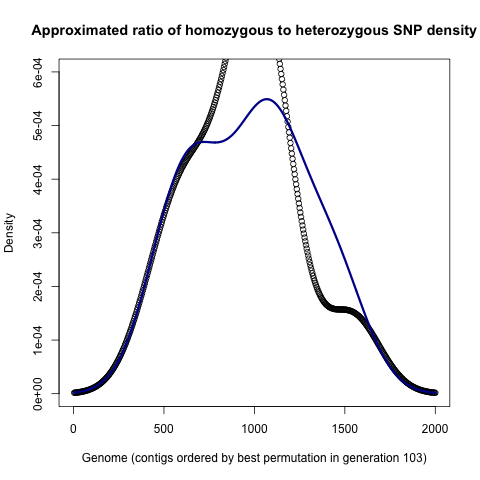 Approximated ratio of homozygous to heterozygous SNP density
6e-04
5e-04
4e-04
3e-04
2e-04
1e-04
0e+00
Density
0 500 1000 1500 2000
Genome (contigs ordered by best permutation in generation 103)